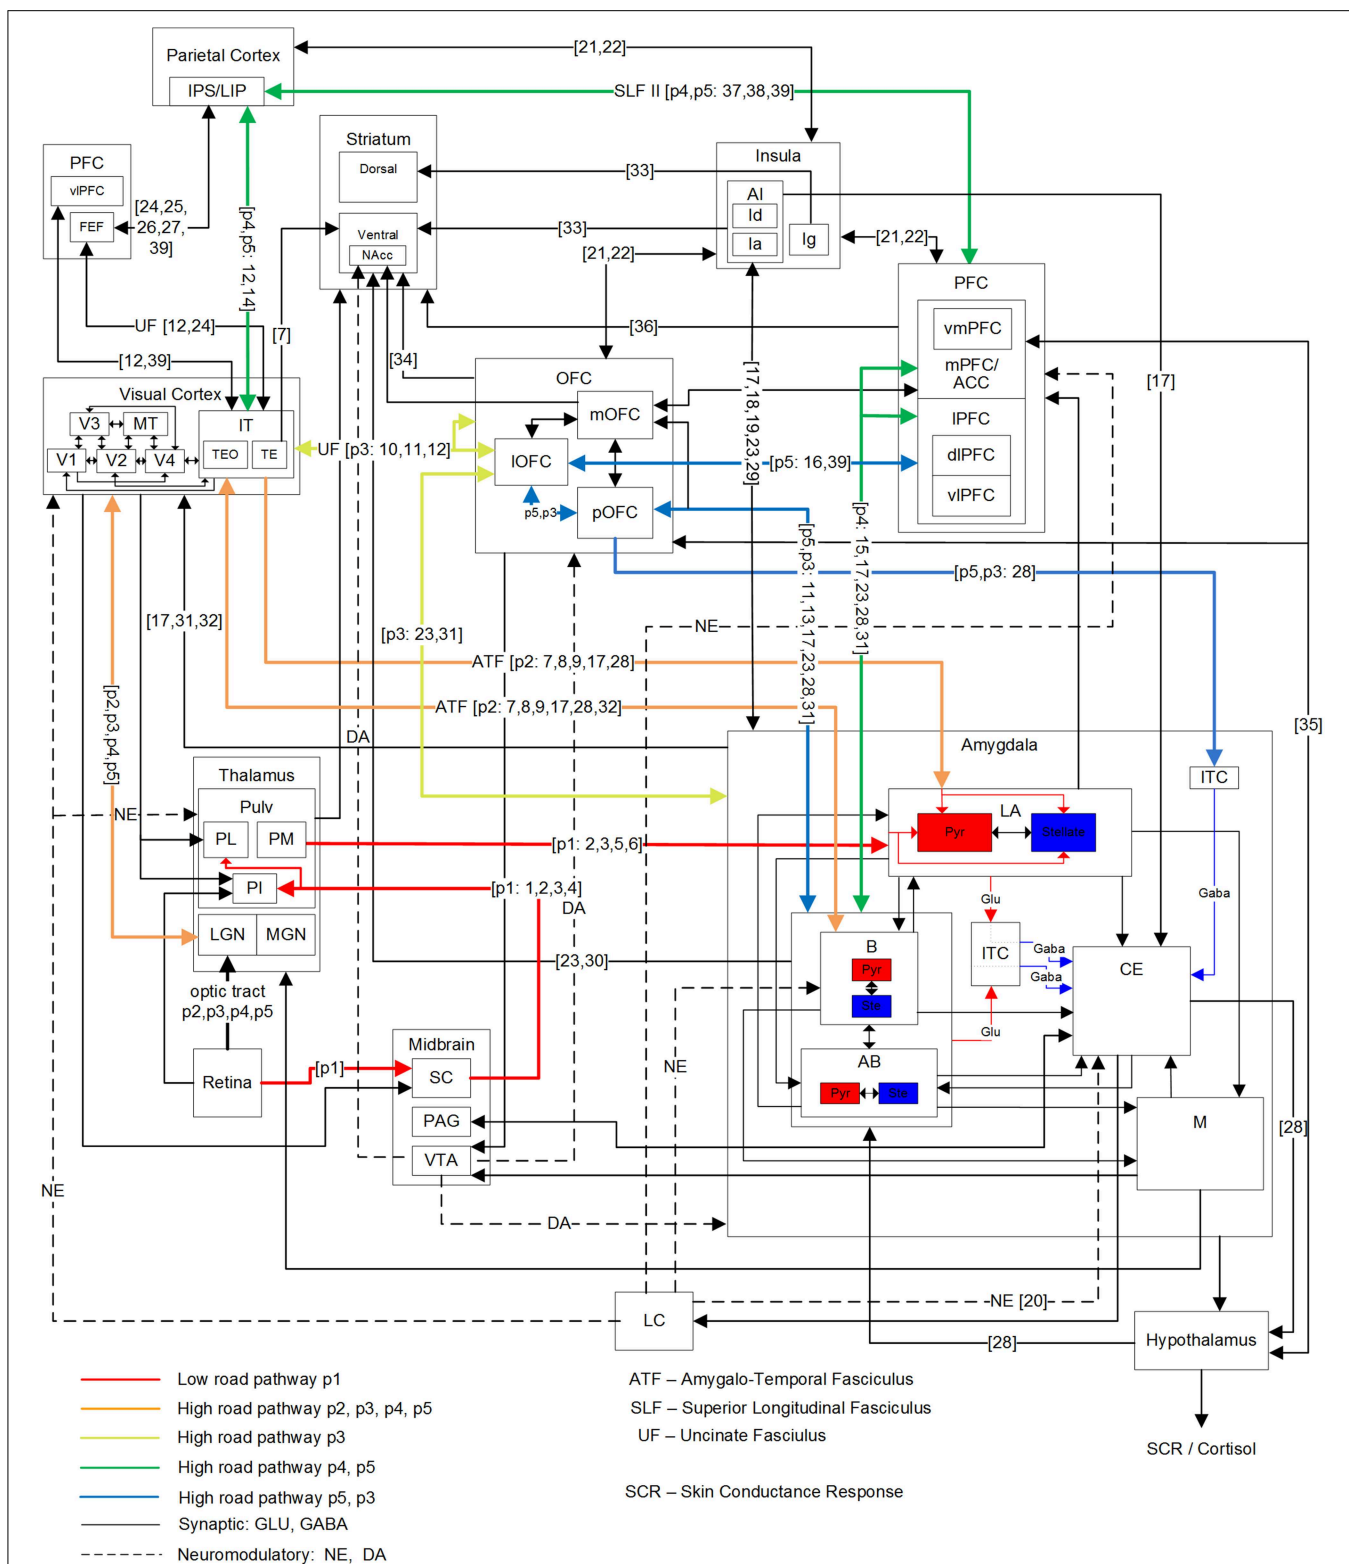 Parietal Cortex
IPS/LIP
[21,22]
SLF II [p4,p5: 37,38,39]
Striatum
Dorsal
Ventral
NAcc
PFC
vlPFC
FEF
[24,25,
26,27,
39]
[p4,p5: 12,14]
[33]
[33]
Insula
AI
Id
Ia
Ig
[21,22]
[21,22]
[17]
PFC
vmPFC
mPFC/
ACC
lPFC
dlPFC
vlPFC
UF [12,24]
[7]
[12,39]
[36]
[34]
Visual Cortex
V3
MT
V1
V2
V4
IT
TEO
TE
UF [p3: 10,11,12]
OFC
mOFC
lOFC
pOFC
p5,p3
[p5: 16,39]
[17,18,19,23,29]
[p4: 15,17,23,28,31]
[p5,p3: 11,13,17,23,28,31]
[p5,p3: 28]
[17,31,32]
[p3: 23,31]
NE
ATF [p2: 7,8,9,17,28]
ATF [p2: 7,8,9,17,28,32]
[p2,p3,p4,p5]
DA
[35]
Amygdala
ITC
Thalamus
Pulv
PL
PM
PI
LGN
MGN
NE
[p1: 2,3,5,6]
[p1: 1,2,3,4]
DA
LA
Pyr
Stellate
Glu
Gaba
ITC
Gaba
Gaba
Glu
CE
B
Pyr
Ste
AB
Pyr
Ste
M
[23,30]
optic tract
p2,p3,p4,p5
Retina
[p1]
Midbrain
SC
PAG
VTA
NE
NE
DA
[28]
LC
NE [20]
[28]
Hypothalamus
SCR / Cortisol
Low road pathway p1
High road pathway p2, p3, p4, p5
High road pathway p3
High road pathway p4, p5
High road pathway p5, p3
Synaptic: GLU, GABA
Neuromodulatory: NE, DA
ATF – Amygalo-Temporal Fasciculus
SLF – Superior Longitudinal Fasciculus
UF – Uncinate Fasciulus
SCR – Skin Conductance Response